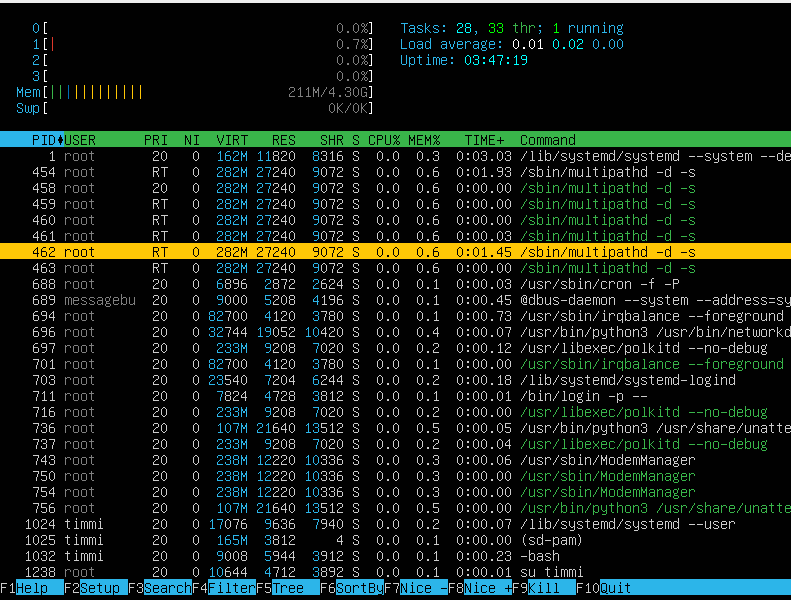 0[ 0.0%] Tasks: 28, 33 thr; 1 running
1[| 0.7%] Load average: 0.01 0.02 0.00
2[ 0.0%] Uptime: 03:47:19
3[ 0.0%]
Mem[|||||||||||| 211M/4.30G]
Swp[ 0K/0K]
PID♦USER PRI NI VIRT RES SHR S CPU% MEM% TIME+ Command
1 root 20 0 162M 11820 8316 S 0.0 0.3 0:03.03 /lib/systemd/systemd --system --de
454 root RT 0 282M 27240 9072 S 0.0 0.6 0:01.93 /sbin/multipathd -d -s
458 root 20 0 282M 27240 9072 S 0.0 0.6 0:00.00 /sbin/multipathd -d -s
459 root RT 0 282M 27240 9072 S 0.0 0.6 0:00.00 /sbin/multipathd -d -s
460 root RT 0 282M 27240 9072 S 0.0 0.6 0:00.00 /sbin/multipathd -d -s
461 root RT 0 282M 27240 9072 S 0.0 0.6 0:00.03 /sbin/multipathd -d -s
462 root RT 0 282M 27240 9072 S 0.0 0.6 0:01.45 /sbin/multipathd -d -s
463 root RT 0 282M 27240 9072 S 0.0 0.6 0:00.00 /sbin/multipathd -d -s
688 root 20 0 6896 2872 2624 S 0.0 0.1 0:00.03 /usr/sbin/cron -f -P
689 messagebu 20 0 9000 5208 4196 S 0.0 0.1 0:00.45 @dbus-daemon --system --address=sy
694 root 20 0 82700 4120 3780 S 0.0 0.1 0:00.73 /usr/sbin/irqbalance --foreground
696 root 20 0 32744 19052 10420 S 0.0 0.4 0:00.07 /usr/bin/python3 /usr/bin/networkd
697 root 20 0 233M 9208 7020 S 0.0 0.2 0:00.12 /usr/libexec/polkitd --no-debug
701 root 20 0 82700 4120 3780 S 0.0 0.1 0:00.00 /usr/sbin/irqbalance --foreground
703 root 20 0 23540 7204 6244 S 0.0 0.2 0:00.18 /lib/systemd/systemd-logind
711 root 20 0 7824 4728 3812 S 0.0 0.1 0:00.01 /bin/login -p --
716 root 20 0 233M 9208 7020 S 0.0 0.2 0:00.00 /usr/libexec/polkitd --no-debug
736 root 20 0 107M 21640 13512 S 0.0 0.5 0:00.05 /usr/bin/python3 /usr/share/unatte
737 root 20 0 233M 9208 7020 S 0.0 0.2 0:00.04 /usr/libexec/polkitd --no-debug
743 root 20 0 238M 12220 10336 S 0.0 0.3 0:00.06 /usr/sbin/ModemManager
750 root 20 0 238M 12220 10336 S 0.0 0.3 0:00.00 /usr/sbin/ModemManager
754 root 20 0 238M 12220 10336 S 0.0 0.3 0:00.00 /usr/sbin/ModemManager
756 root 20 0 107M 21640 13512 S 0.0 0.5 0:00.00 /usr/bin/python3 /usr/share/unatte
1024 timmi 20 0 17076 9636 7940 S 0.0 0.2 0:00.07 /lib/systemd/systemd --user
1025 timmi 20 0 165M 3812 4 S 0.0 0.1 0:00.00 (sd-pam)
1032 timmi 20 0 9008 5944 3912 S 0.0 0.1 0:00.23 -bash
1238 root 20 0 10644 4712 3892 S 0.0 0.1 0:00.01 su timmi
F1Help F2Setup F3SearchF4FilterF5Tree F6SortByF7Nice -F8Nice +F9Kill F10Quit